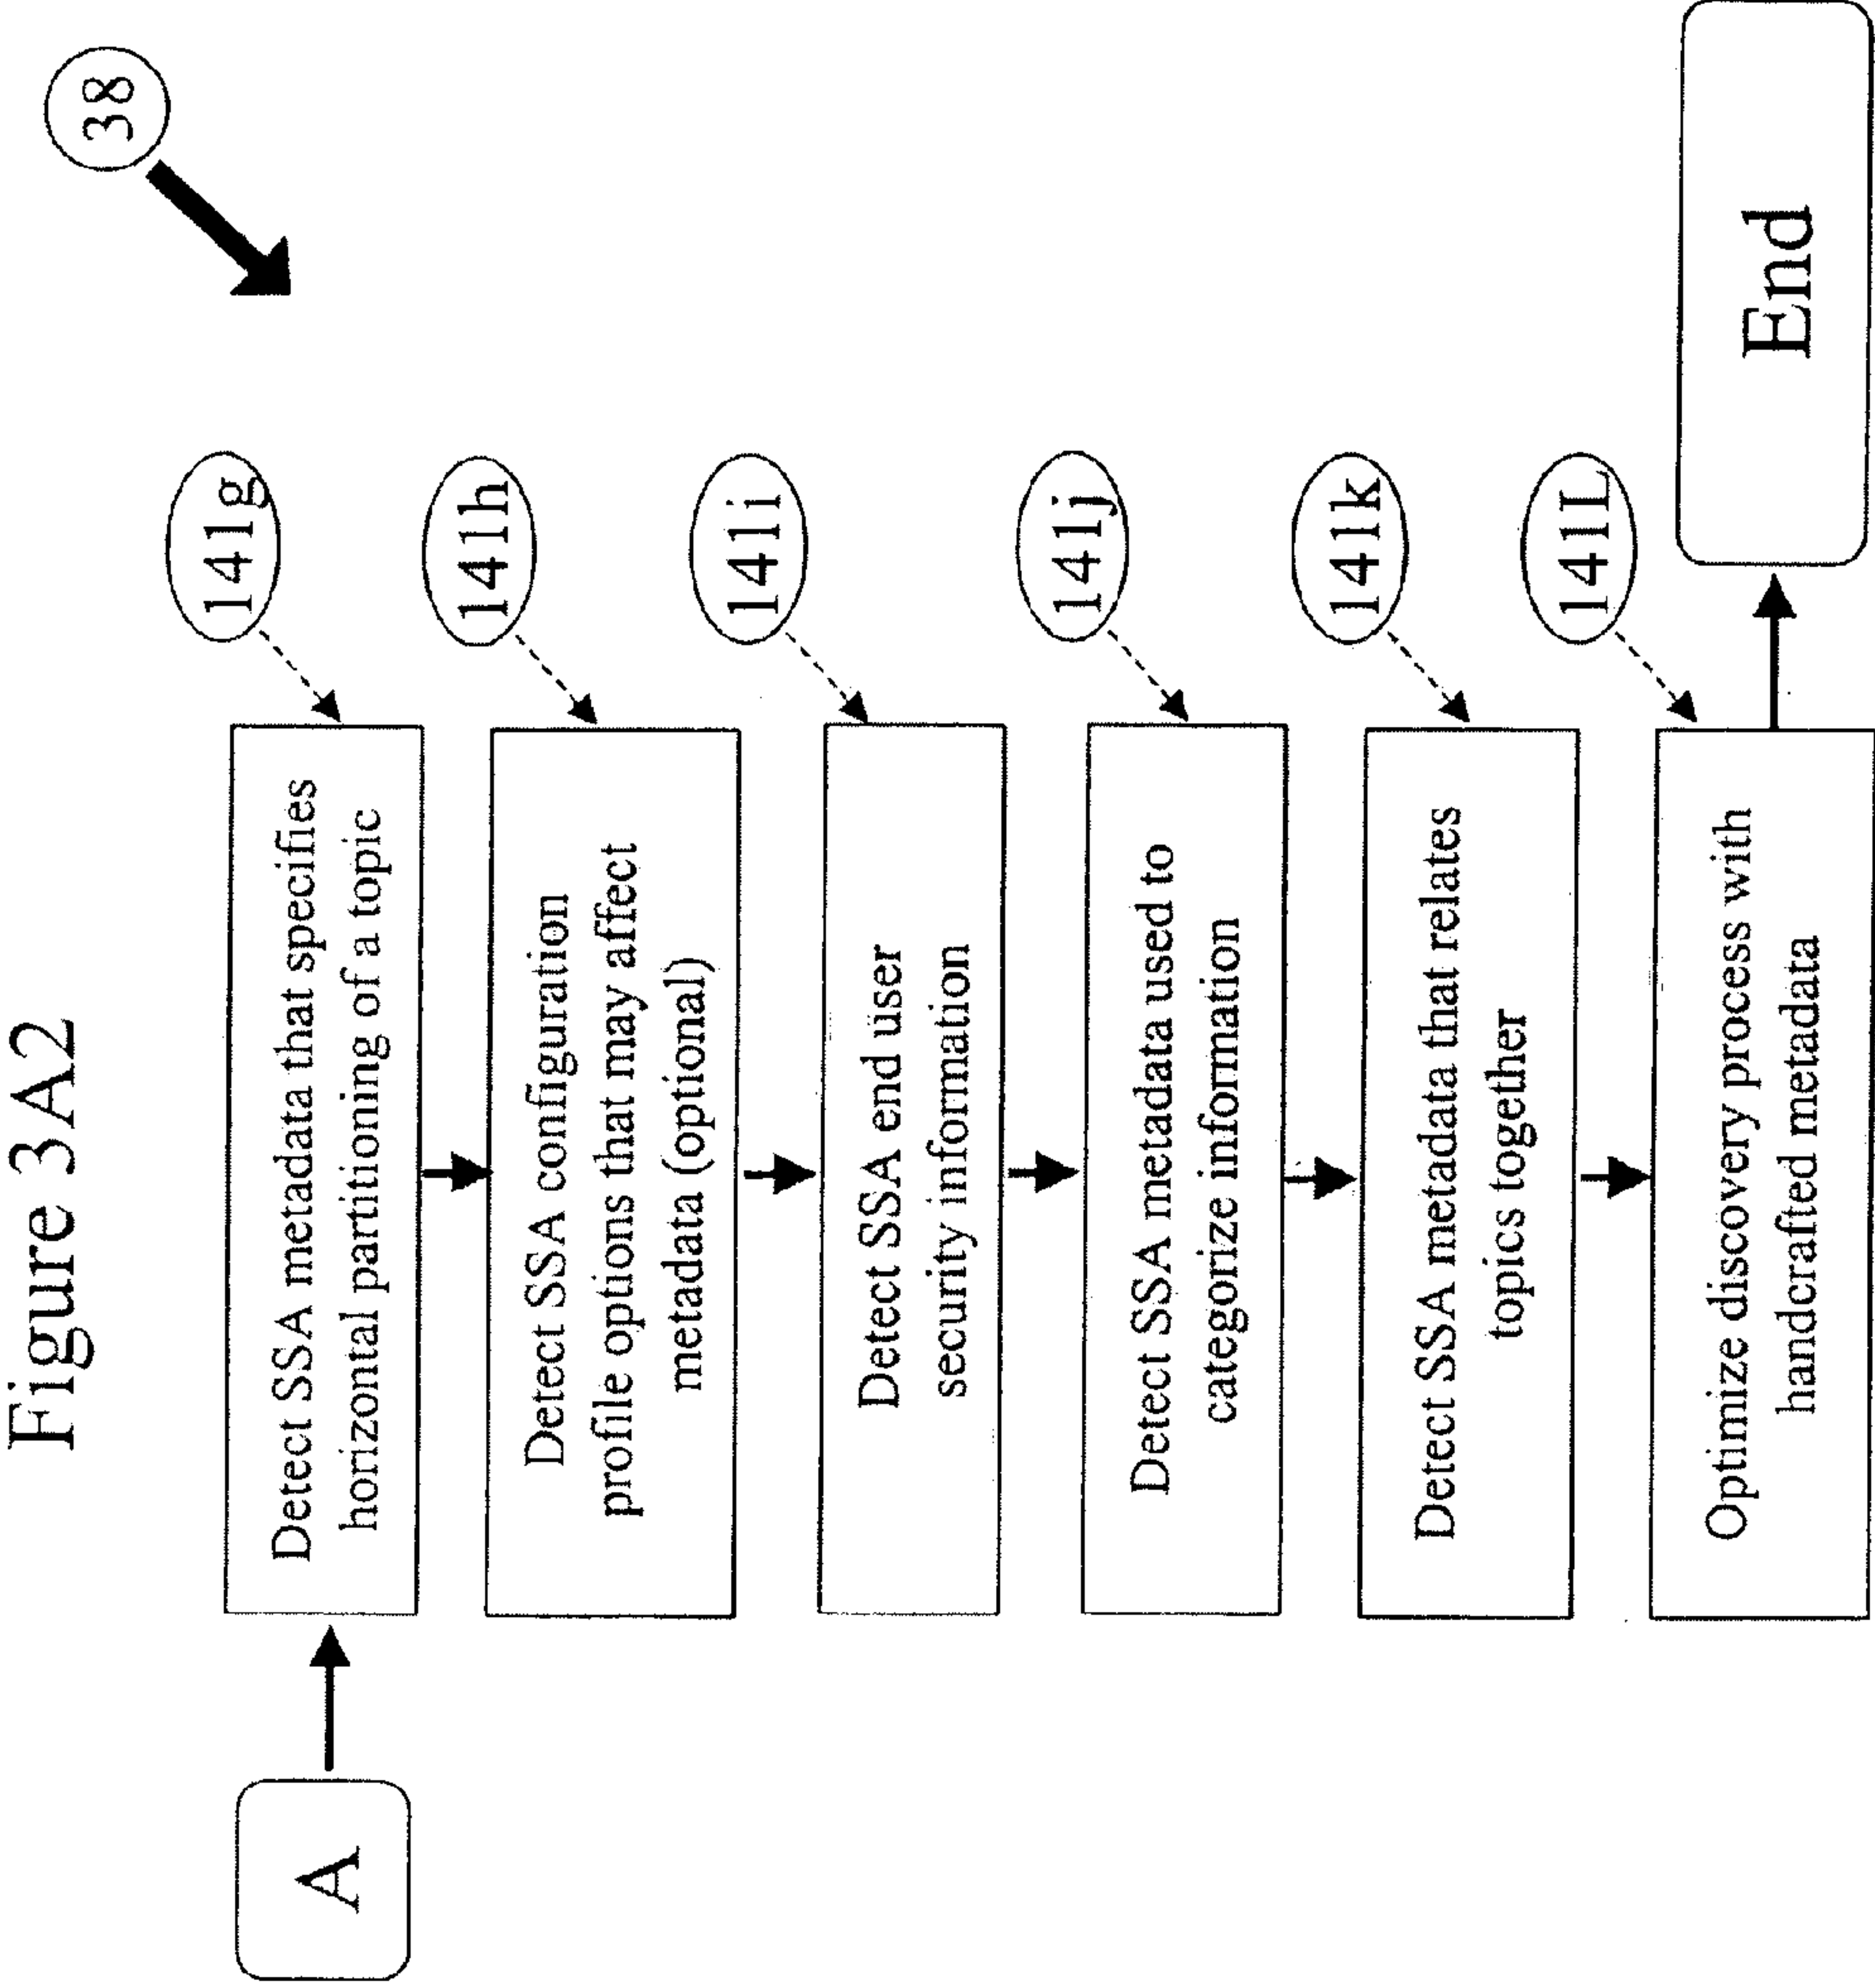 Figure 3A2
38
A
Detect SSA metadata that specifies
horizontal partitioning of a topic
141g
Detect SSA configuration
profile options that may affect
metadata (optional)
141h
Detect SSA end user
security information
141i
Detect SSA metadata used to
categorize information
141j
Detect SSA metadata that relates
topics together
141k
Optimize discovery process with
handcrafted metadata
141L
End